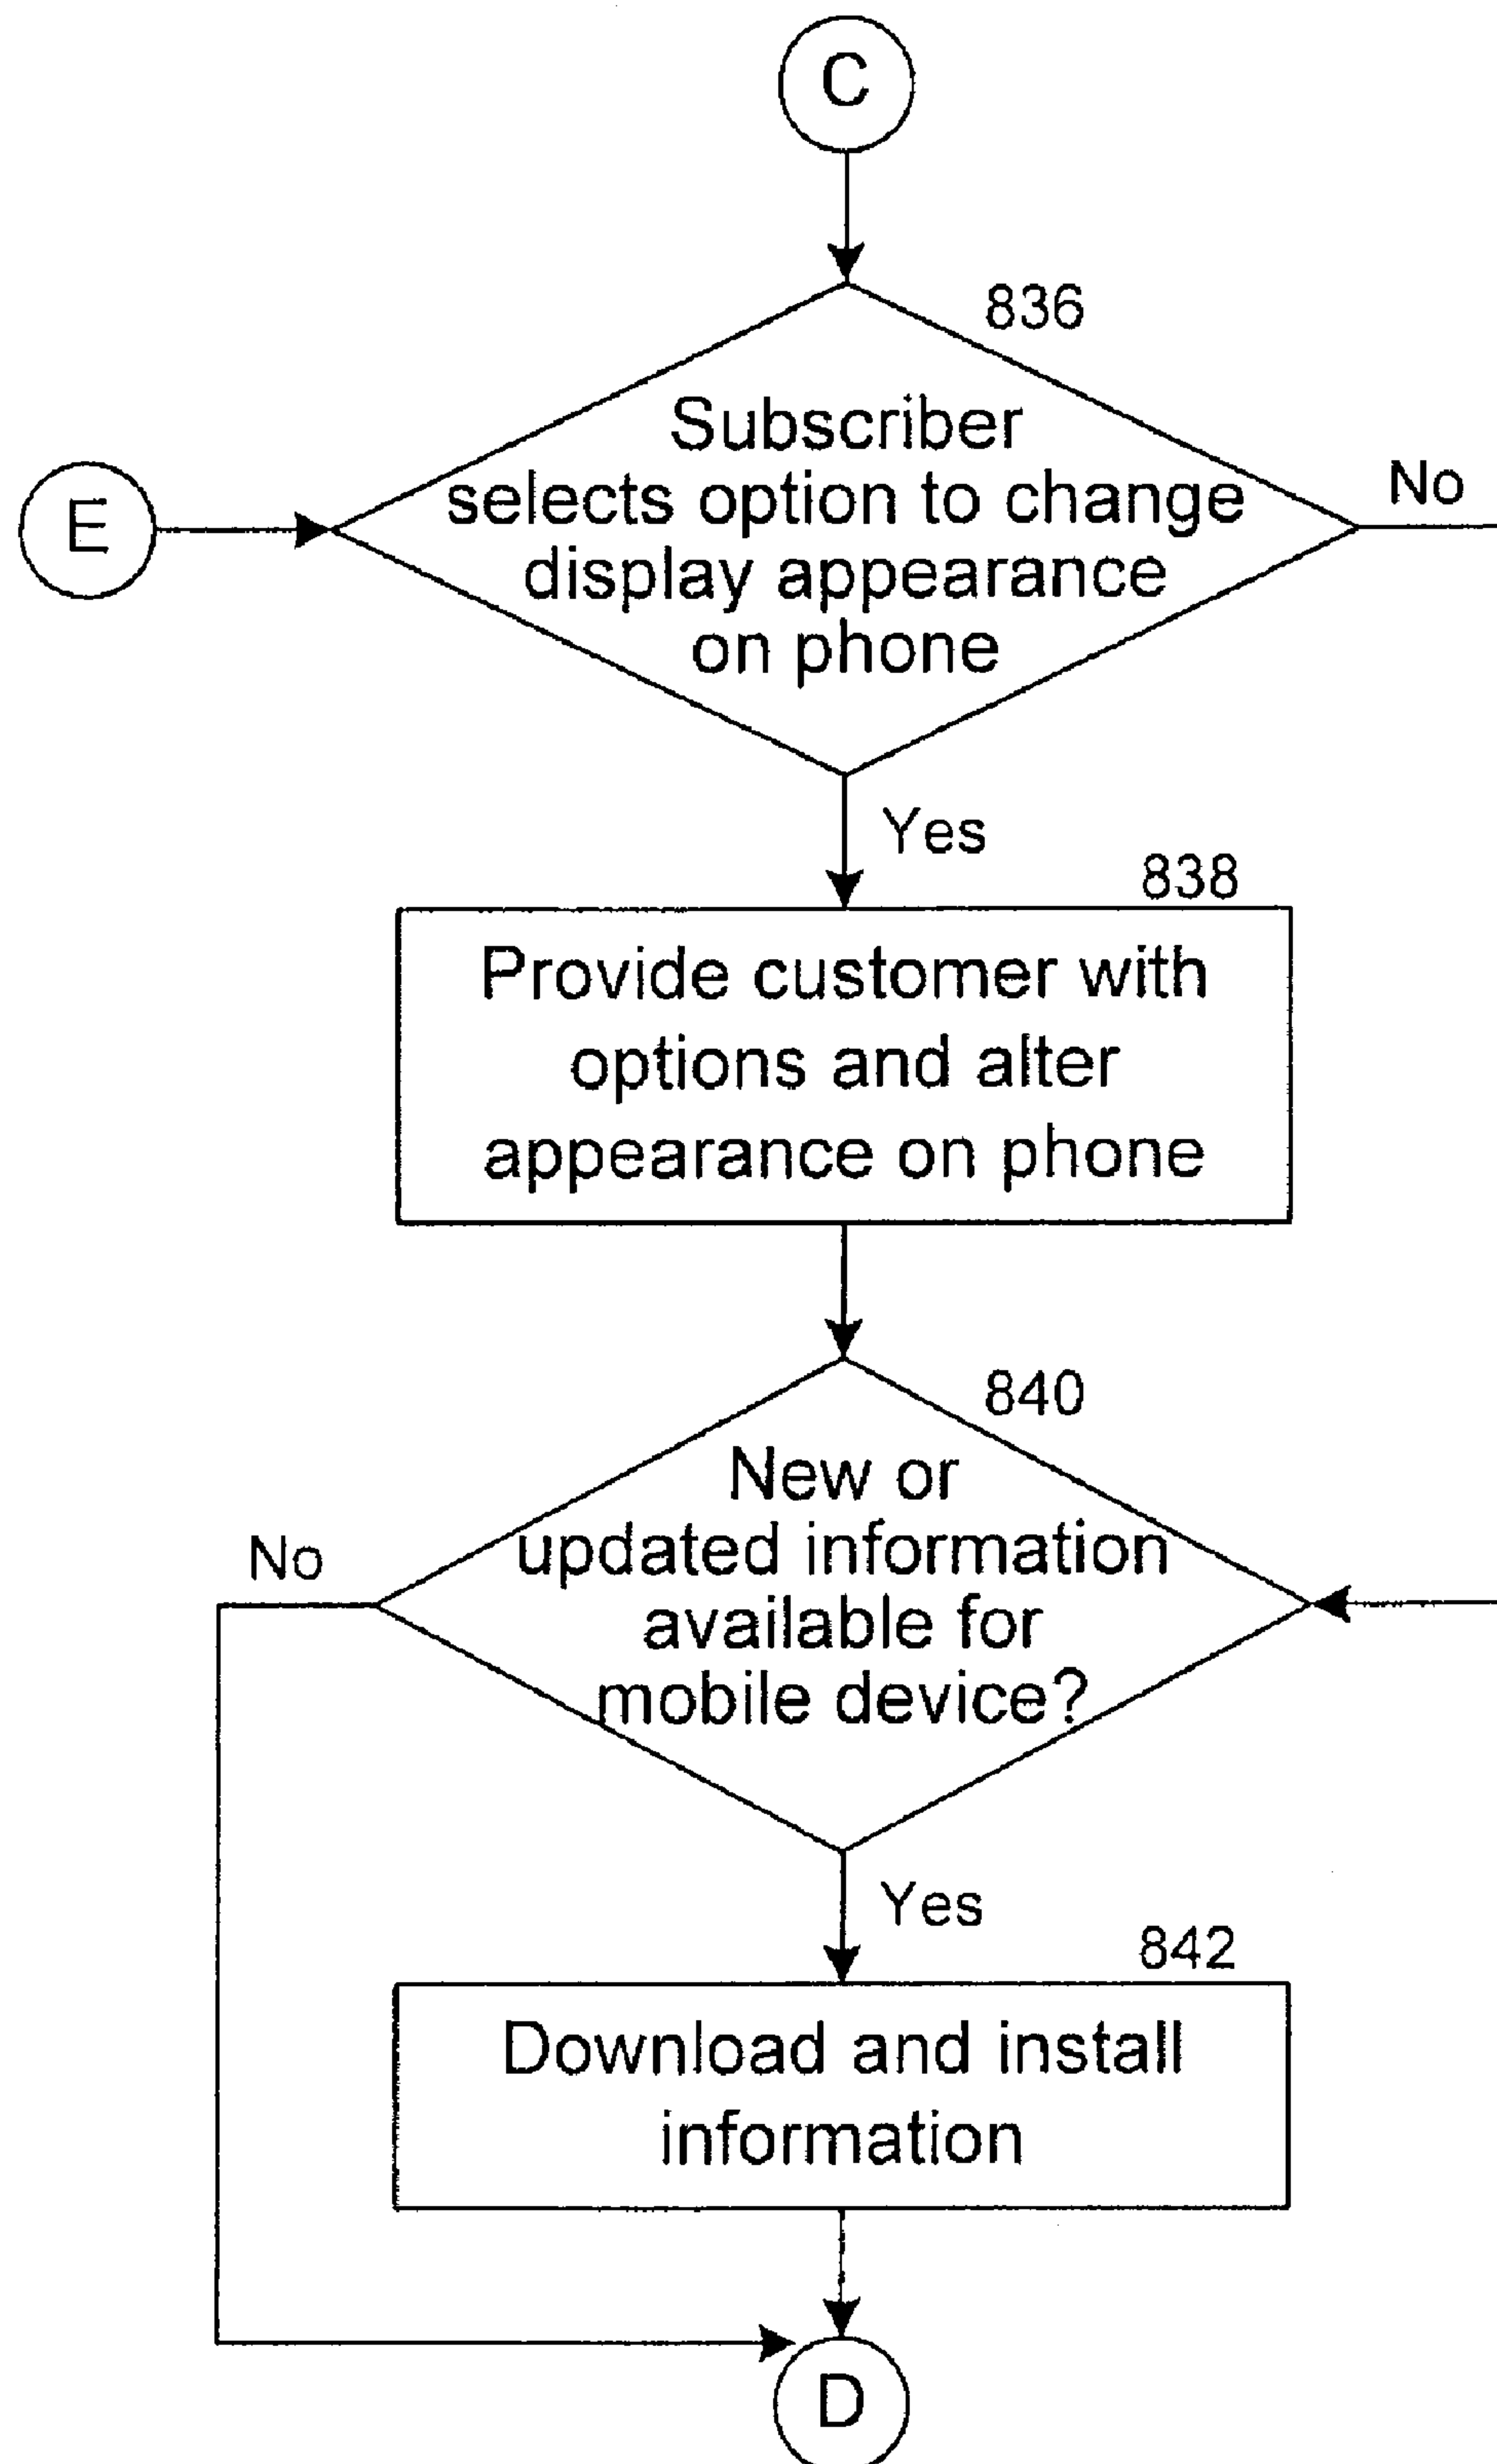 C
836
Subscriber
selects option to change
display appearance
on phone
E
No
Yes
838
Provide customer with
options and alter
appearance on phone
840
New or
updated information
available for
mobile device?
No
Yes
842
Download and install
information
D